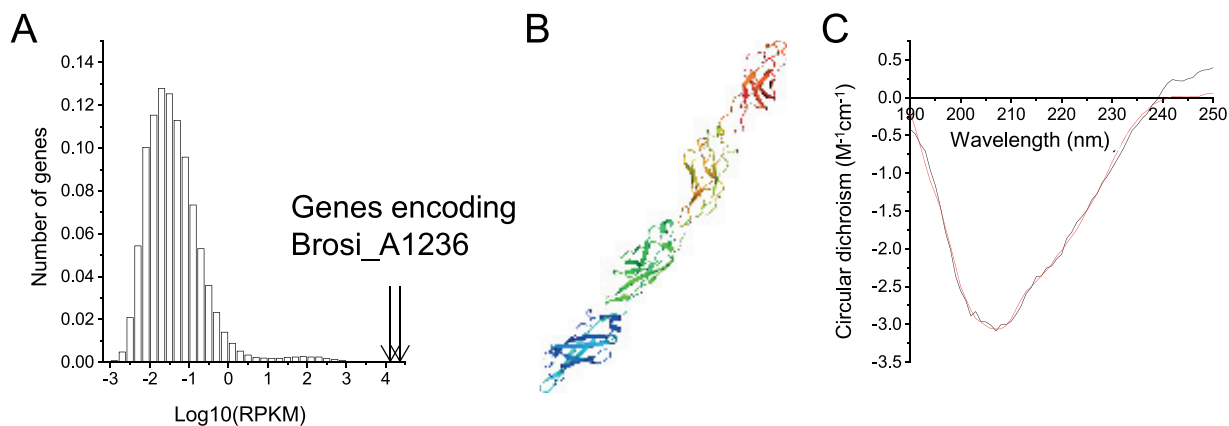 A
0.14
0.12
0.10
0.08
0.06
0.04
0.02
0.00
Number of genes
-3 -2 -1 0 1 2 3 4
Log10(RPKM)
Genes encoding
Brosi_A1236
B
C
0.0
-0.5
-1.0
-1.5
-2.0
-2.5
-3.0
-3.5
Circular dichroism (M-1cm-1)
190 200 210 220 230 240 250
Wavelength (nm)